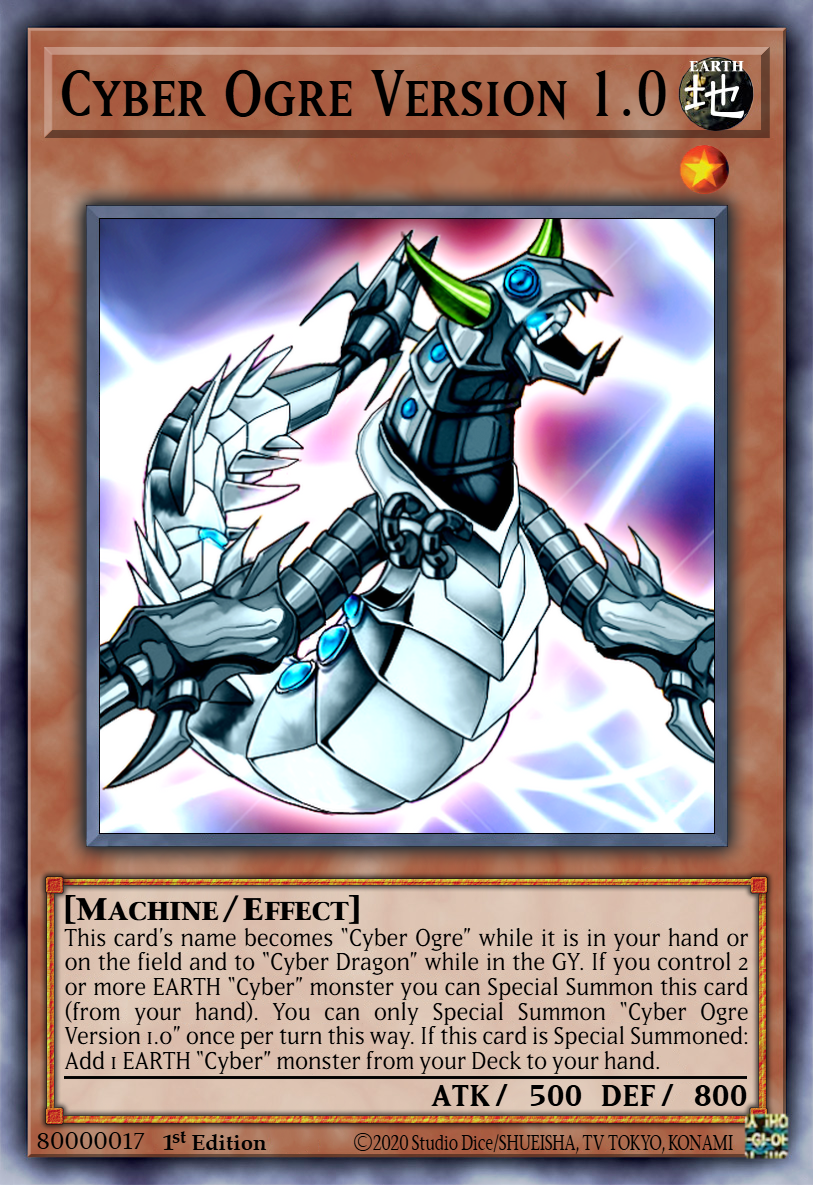 Cyber Ogre Version 1.0
EARTH
地
[Machine/Effect]
This card's name becomes "Cyber Ogre" while it is in your hand or
on the field and to "Cyber Dragon" while in the GY. If you control 2
or more EARTH "Cyber" monster you can Special Summon this card
(from your hand). You can only Special Summon "Cyber Ogre
Version 1.0" once per turn this way. If this card is Special Summoned:
Add 1 EARTH "Cyber" monster from your Deck to your hand.
ATK/ 500 DEF/ 800
80000017 1st Edition ©2020 Studio Dice/SHUEISHA, TV TOKYO, KONAMI